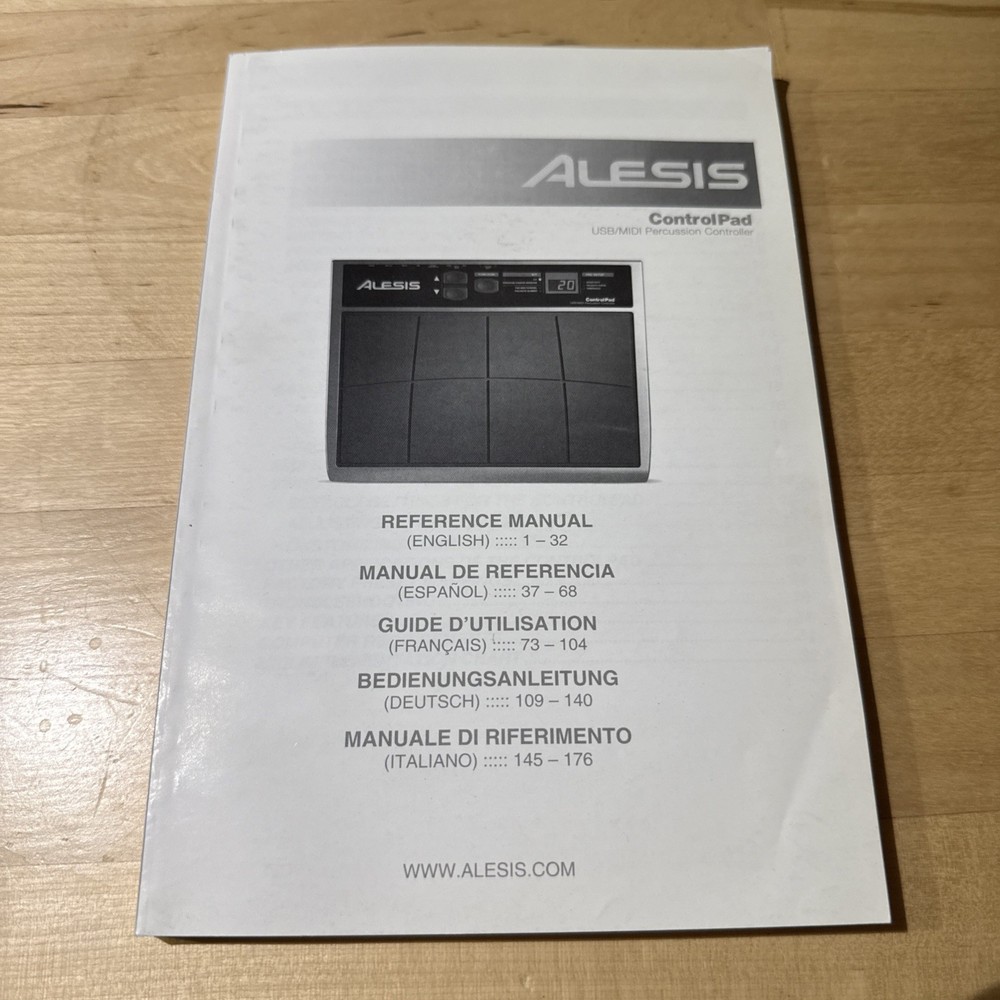 ALESIS
ControlPad
USB/MIDI Percussion Controller
ALESIS
20
ControlPad
REFERENCE MANUAL
(ENGLISH) ::::: 1 – 32
MANUAL DE REFERENCIA
(ESPAÑOL) ::::: 37 – 68
GUIDE D'UTILISATION
(FRANÇAIS) ::::: 73 – 104
BEDIENUNGSANLEITUNG
(DEUTSCH) ::::: 109 – 140
MANUALE DI RIFERIMENTO
(ITALIANO) ::::: 145 – 176
WWW.ALESIS.COM